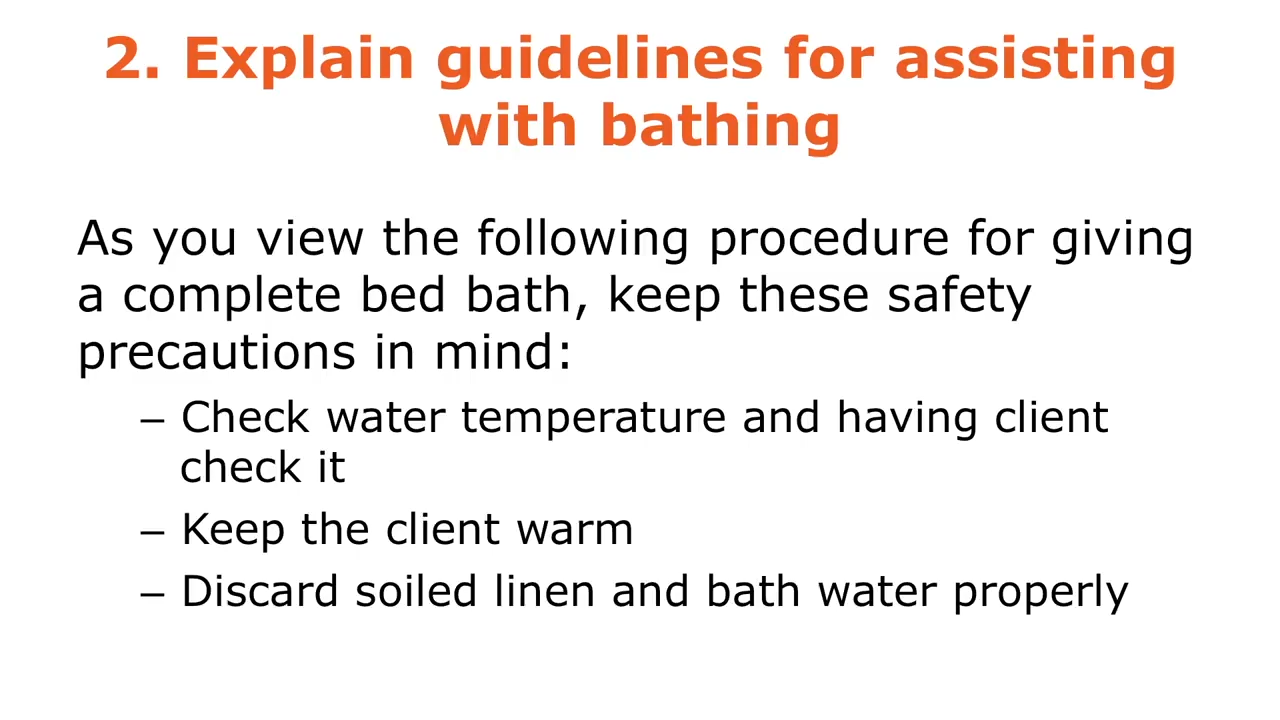 2. Explain guidelines for assisting
with bathing
As you view the following procedure for giving
a complete bed bath, keep these safety
precautions in mind:
– Check water temperature and having client
check it
– Keep the client warm
– Discard soiled linen and bath water properly